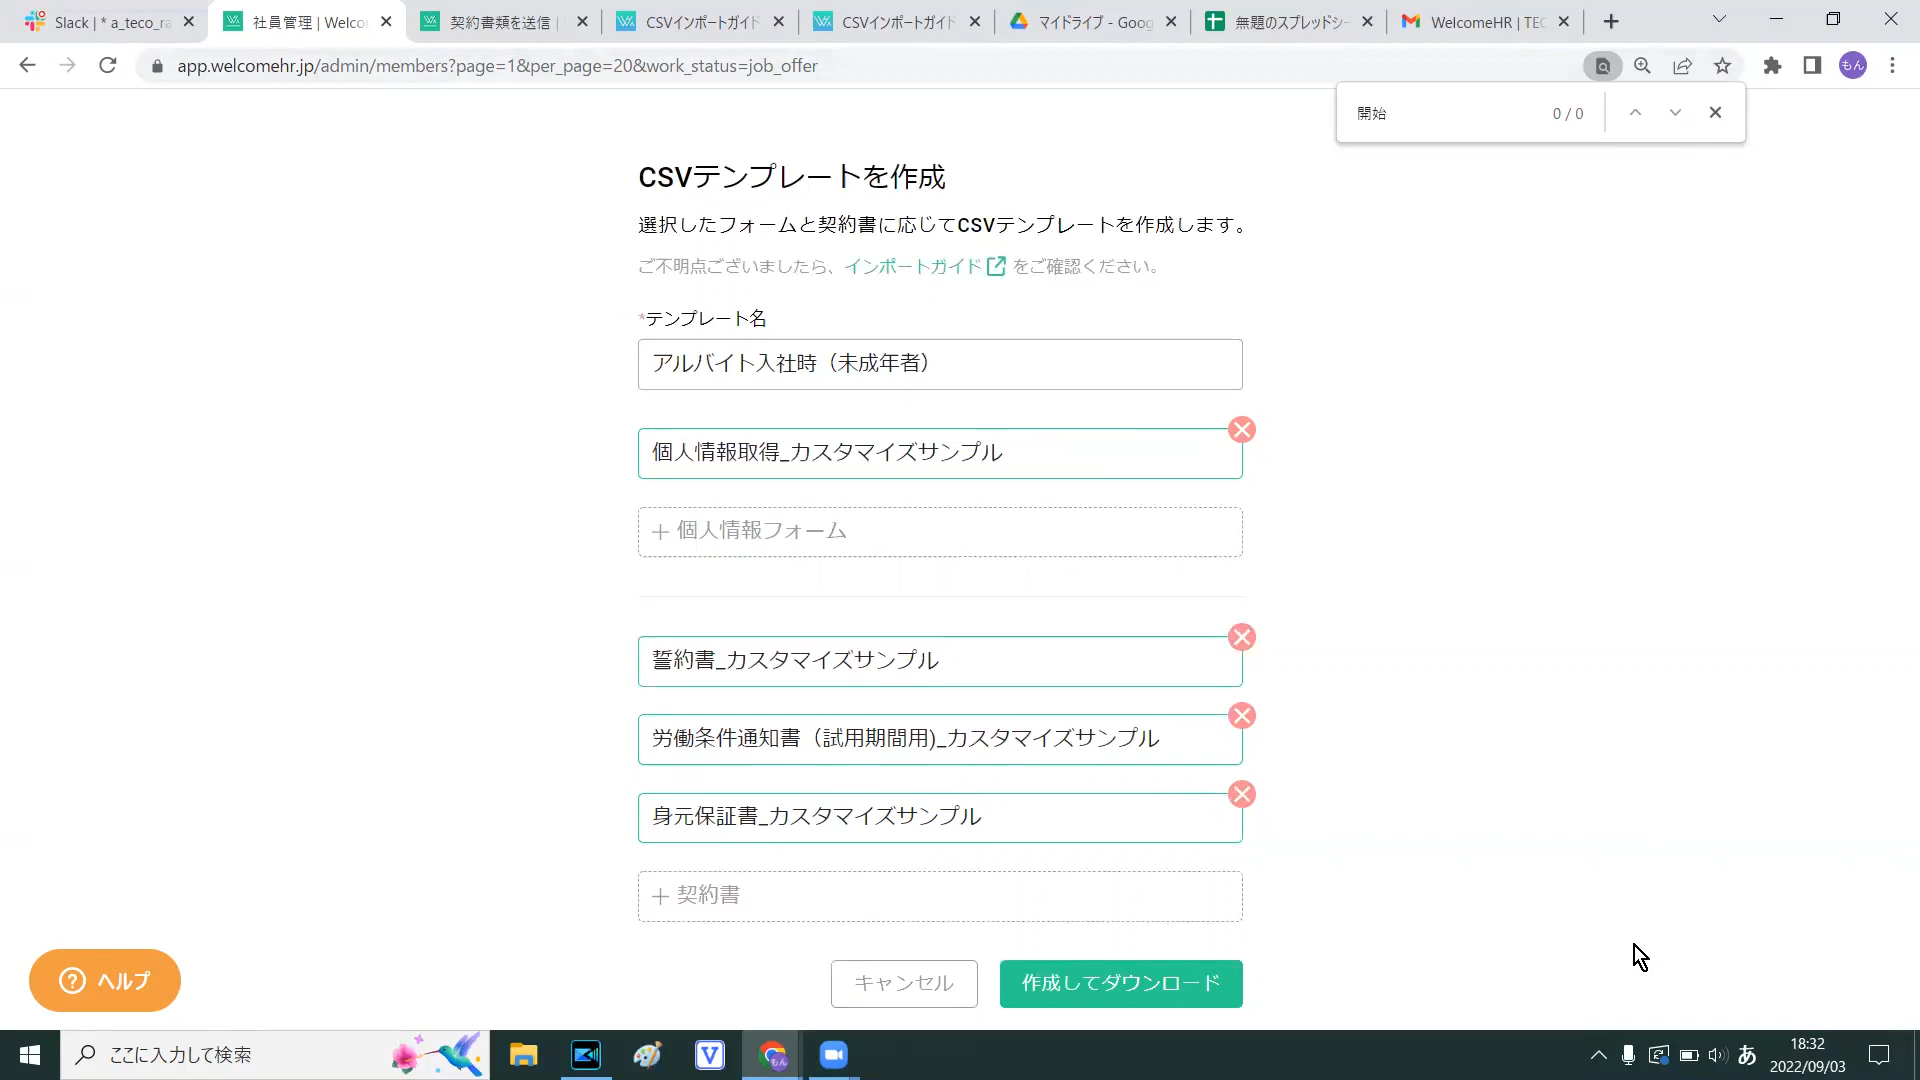 Slack | * a_teco_ra
社員管理 | Welco
契約書類を送信 |
CSVインポートガイド
CSVインポートガイド
マイドライブ - Goog
無題のスプレッドシー
WelcomeHR | TEC
app.welcomehr.jp/admin/members?page=1&per_page=20&work_status=job_offer
もん
開始
0 / 0
CSVテンプレートを作成
選択したフォームと契約書に応じてCSVテンプレートを作成します。
ご不明点ございましたら、インポートガイド をご確認ください。
*テンプレート名
アルバイト入社時（未成年者）
個人情報取得_カスタマイズサンプル
＋ 個人情報フォーム
誓約書_カスタマイズサンプル
労働条件通知書（試用期間用)_カスタマイズサンプル
身元保証書_カスタマイズサンプル
＋ 契約書
? ヘルプ
キャンセル
作成してダウンロード
ここに入力して検索
V
もん
あ
18:32
2022/09/03